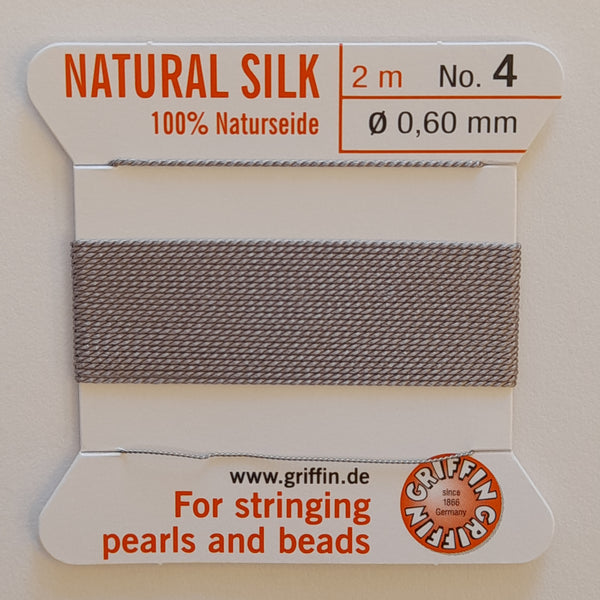 NATURAL SILK
100% Naturseide
2 m No. 4
Ø 0,60 mm
www.griffin.de
For stringing
pearls and beads
GRIFFIN GRIFFIN
since
1866
Germany